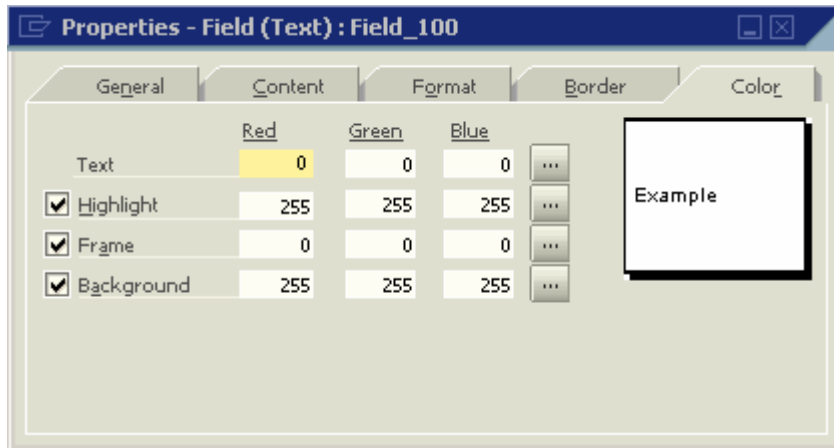 Properties - Field (Text) : Field_100
General Content Format Border Color
Red Green Blue
Text 0 0 0 ...
Highlight 255 255 255 ...
Frame 0 0 0 ...
Background 255 255 255 ...
Example